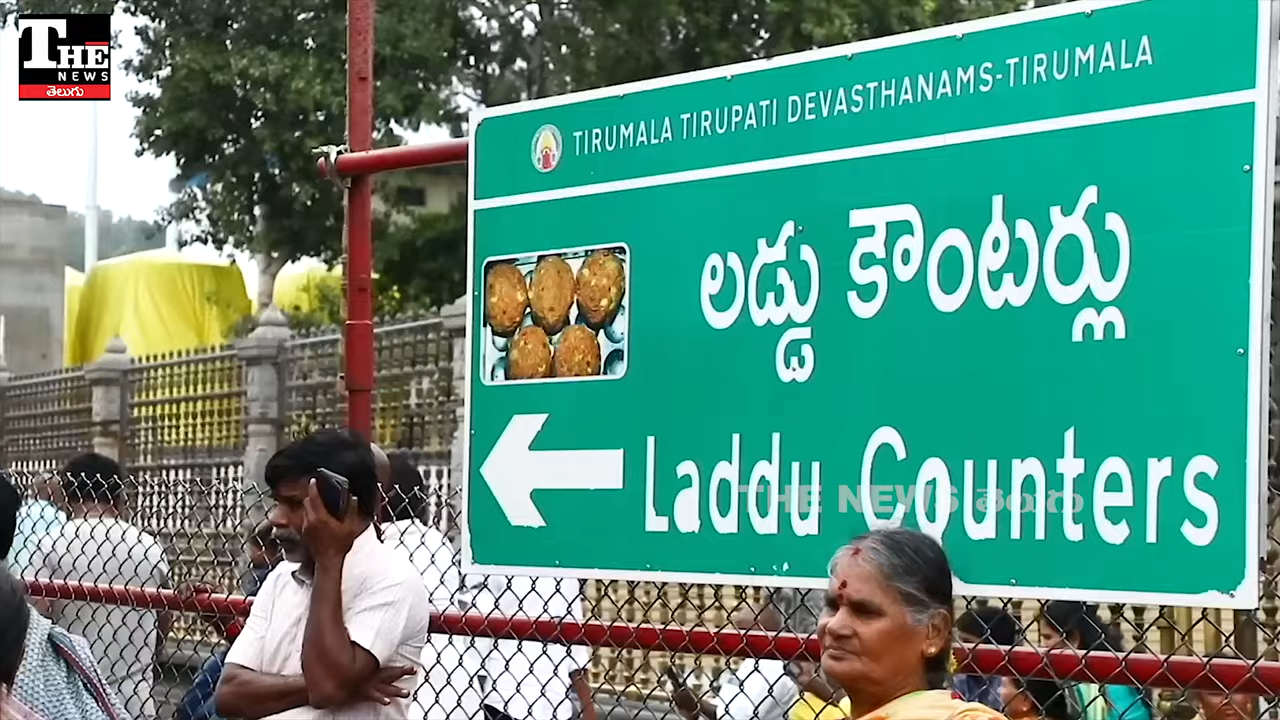 THE
NEWS
తెలుగు
TIRUMALA TIRUPATI DEVASTHANAMS-TIRUMALA
లడ్డు కౌంటర్లు
Laddu Counters
THE NEWS తెలుగు